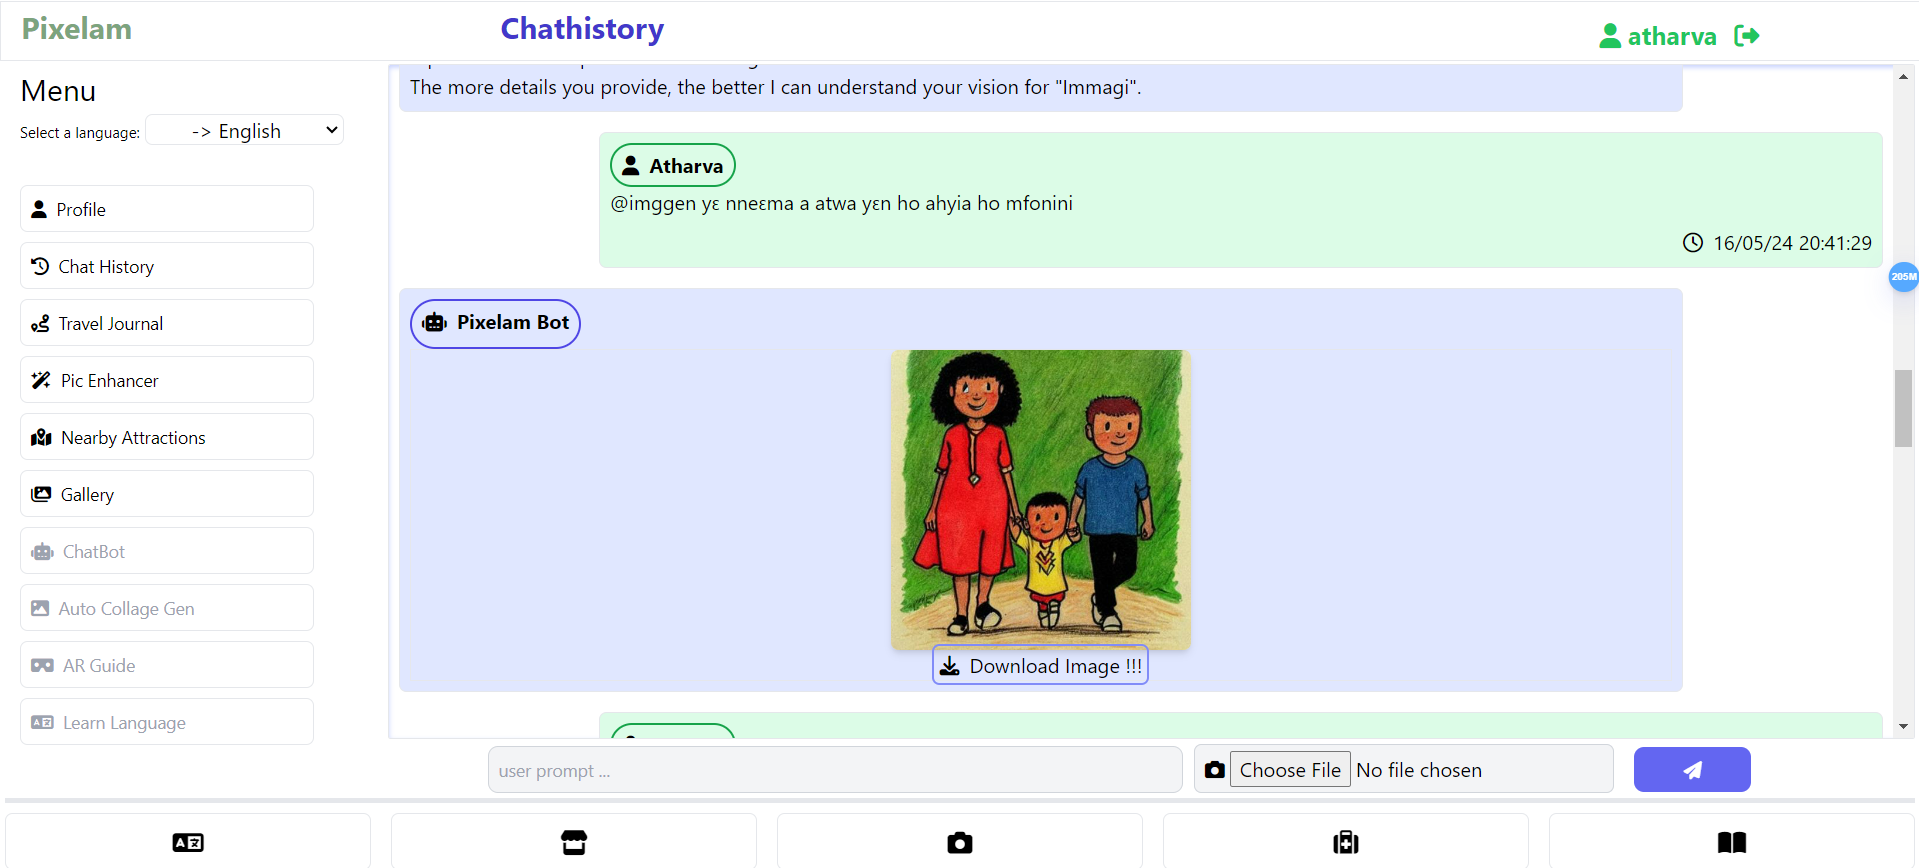 Pixelam
Chathistory
atharva
Menu
Select a language:
-> English
Profile
Chat History
Travel Journal
Pic Enhancer
Nearby Attractions
Gallery
ChatBot
Auto Collage Gen
AR Guide
Learn Language
The more details you provide, the better I can understand your vision for "Immagi".
Atharva
@imggen yɛ nneɛma a atwa yɛn ho ahyia ho mfonini
16/05/24 20:41:29
205M
Pixelam Bot
Download Image !!!
user prompt ...
Choose File No file chosen